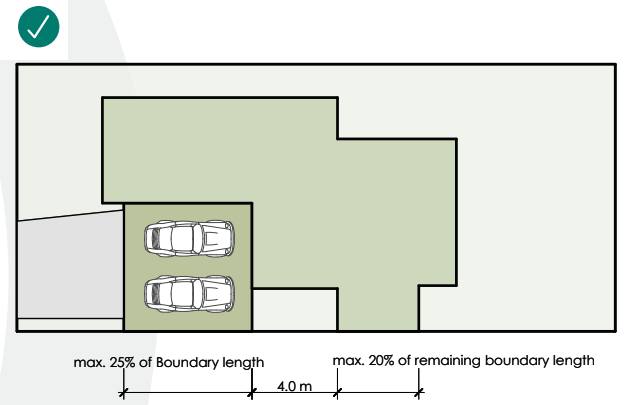 max. 25% of Boundary length
max. 20% of remaining boundary length
4.0 m